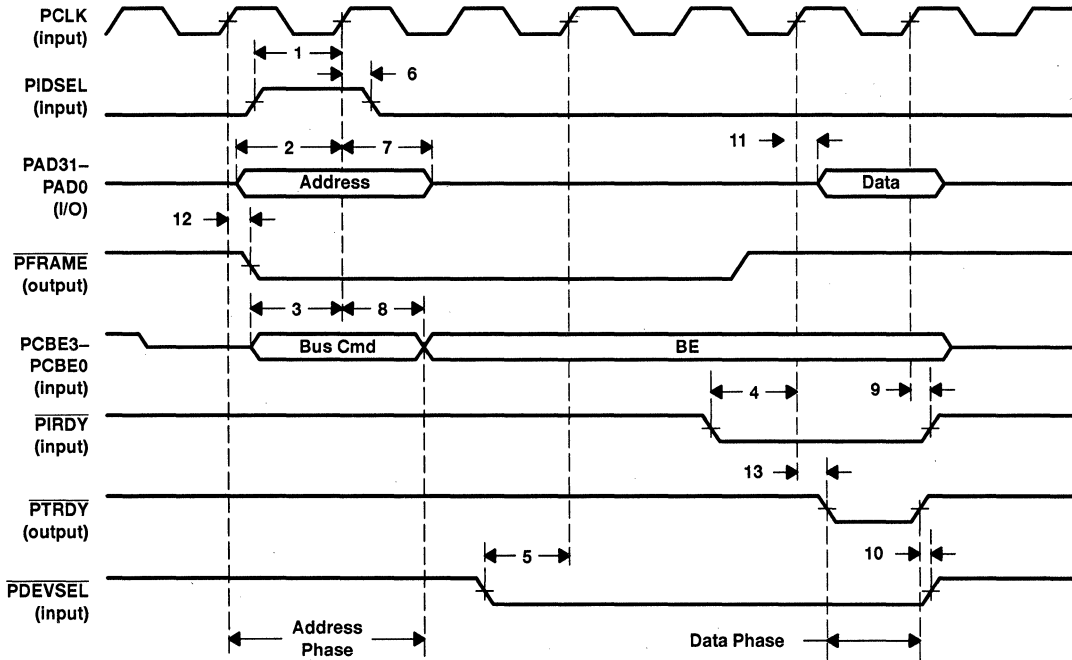 PCLK
(input)
1
6
PIDSEL
(input)
11
2
7
PAD31–
PAD0
(I/O)
Address
Data
12
PFRAME
(output)
3
8
PCBE3–
PCBE0
(input)
Bus Cmd
BE
4
9
PIRDY
(input)
13
PTRDY
(output)
5
10
PDEVSEL
(input)
Address
Phase
Data Phase